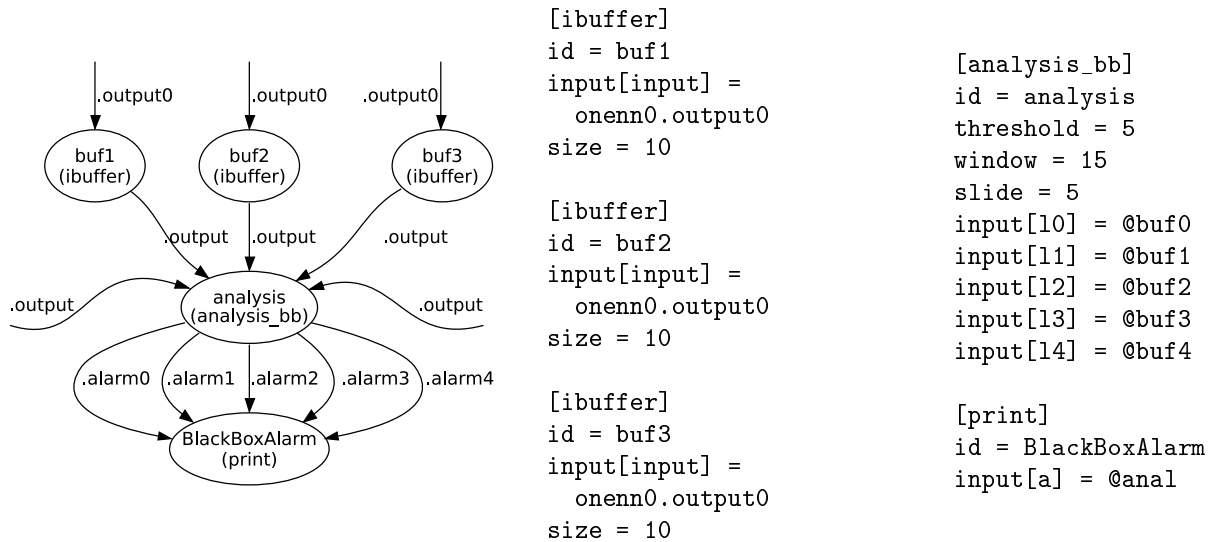 .output0
.output0
.output0
buf1
(ibuffer)
buf2
(ibuffer)
buf3
(ibuffer)
.output
.output
.output
.output
analysis
(analysis_bb)
.output
.alarm0
.alarm1
.alarm2
.alarm3
.alarm4
BlackBoxAlarm
(print)
[ibuffer]
id = buf1
input[input] =
onenn0.output0
size = 10
[ibuffer]
id = buf2
input[input] =
onenn0.output0
size = 10
[ibuffer]
id = buf3
input[input] =
onenn0.output0
size = 10
[analysis_bb]
id = analysis
threshold = 5
window = 15
slide = 5
input[l0] = @buf0
input[l1] = @buf1
input[l2] = @buf2
input[l3] = @buf3
input[l4] = @buf4
[print]
id = BlackBoxAlarm
input[a] = @anal